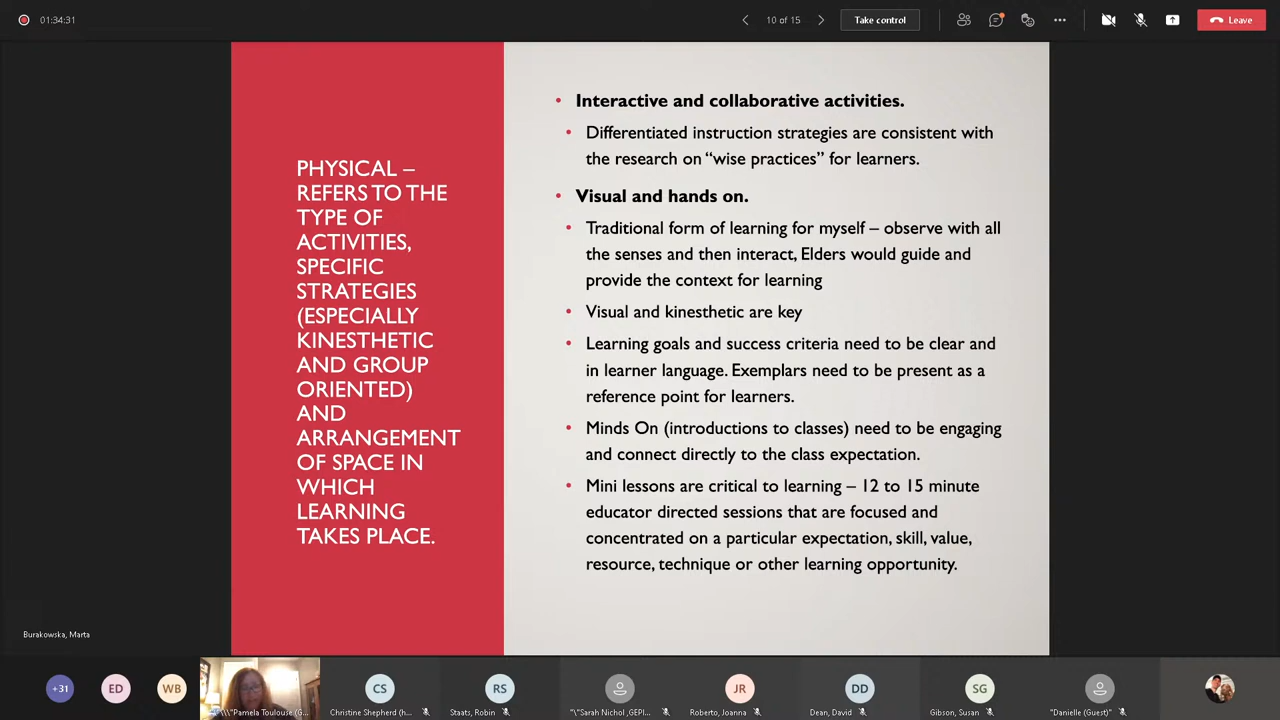 01:34:31
10 of 15
Take control
Leave
PHYSICAL –
REFERS TO THE
TYPE OF
ACTIVITIES,
SPECIFIC
STRATEGIES
(ESPECIALLY
KINESTHETIC
AND GROUP
ORIENTED)
AND
ARRANGEMENT
OF SPACE IN
WHICH
LEARNING
TAKES PLACE.
• Interactive and collaborative activities.
• Differentiated instruction strategies are consistent with
the research on “wise practices” for learners.
• Visual and hands on.
• Traditional form of learning for myself – observe with all
the senses and then interact, Elders would guide and
provide the context for learning
• Visual and kinesthetic are key
• Learning goals and success criteria need to be clear and
in learner language. Exemplars need to be present as a
reference point for learners.
• Minds On (introductions to classes) need to be engaging
and connect directly to the class expectation.
• Mini lessons are critical to learning – 12 to 15 minute
educator directed sessions that are focused and
concentrated on a particular expectation, skill, value,
resource, technique or other learning opportunity.
Burakowska, Marta
+31 ED WB CS RS JR DD SG
"\\\"Pamela Toulouse (G... Christine Shepherd (h... Staats, Robin "\"Sarah Nichol ,GEPI... Roberto, Joanna Dean, David Gibson, Susan "Danielle (Guest)"